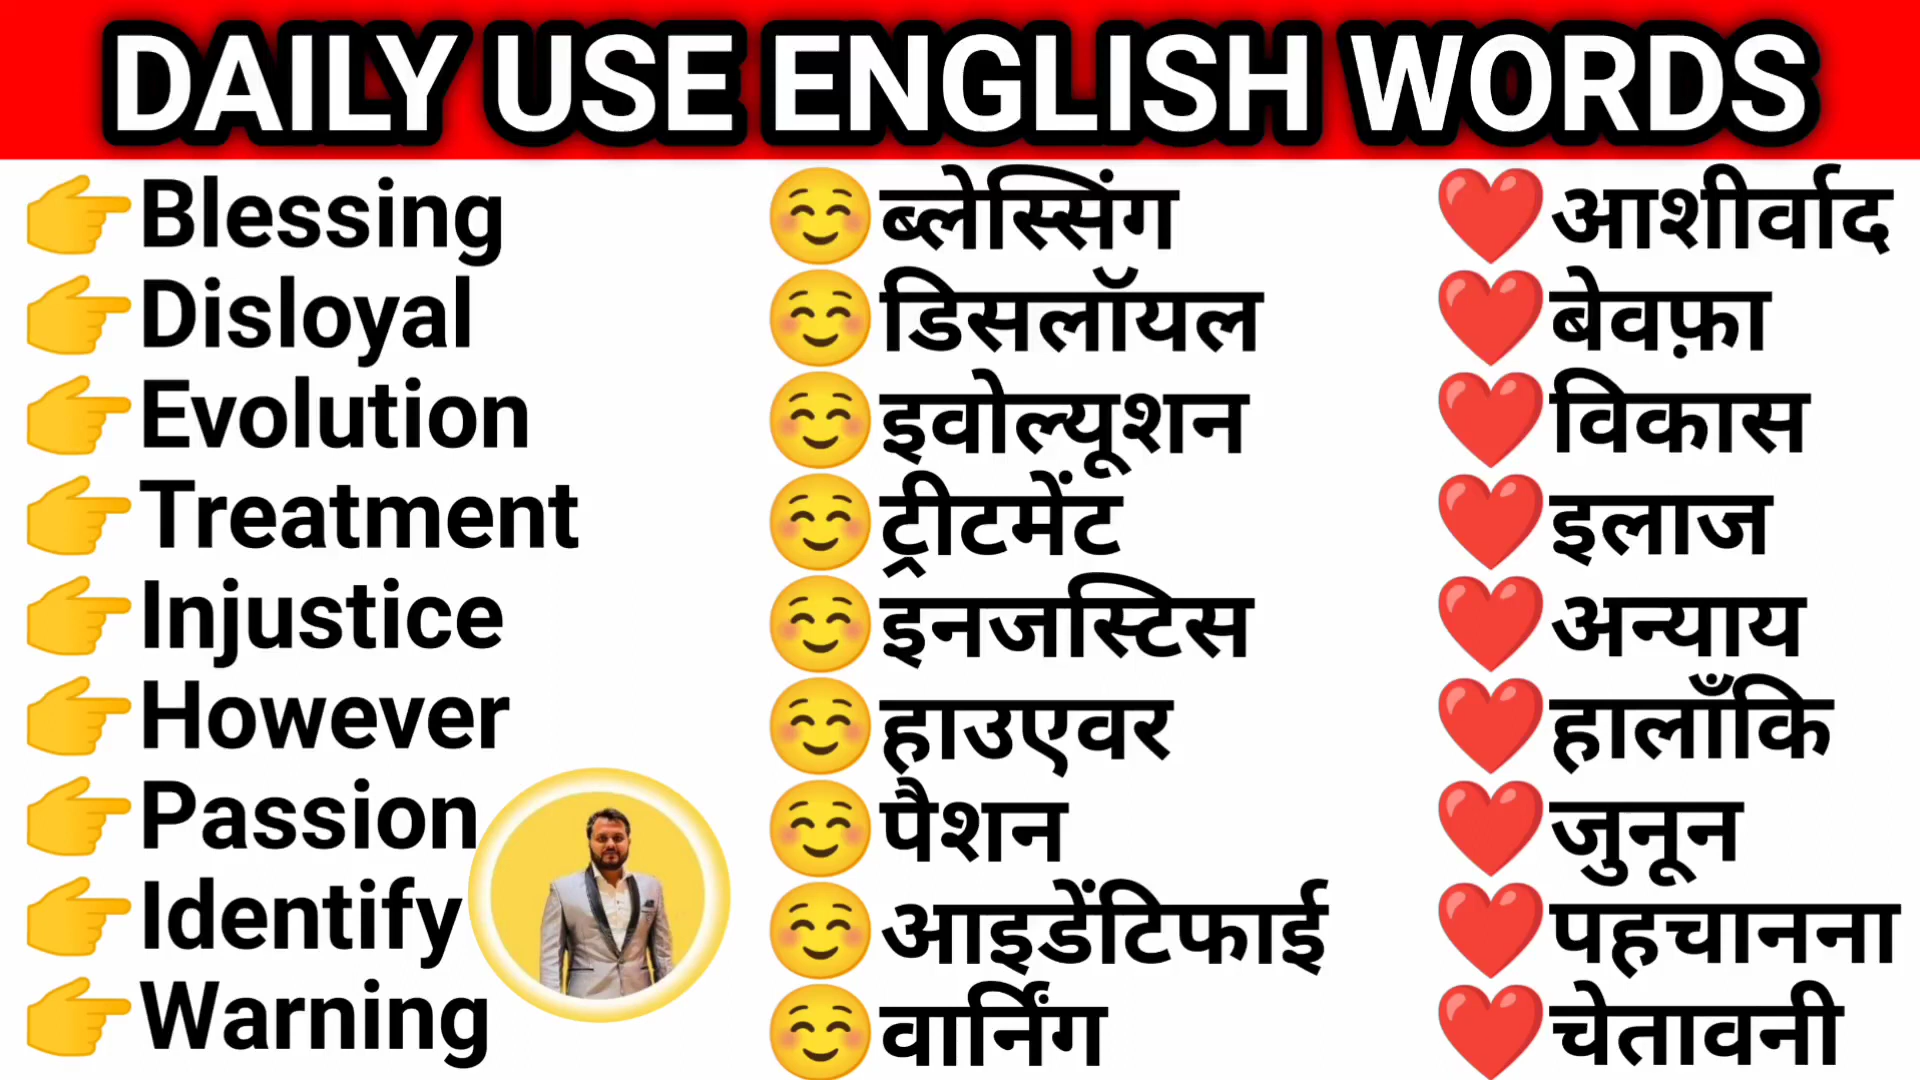 DAILY USE ENGLISH WORDS
Blessing ब्लेस्सिंग आशीर्वाद
Disloyal डिसलॉयल बेवफ़ा
Evolution इवोल्यूशन विकास
Treatment ट्रीटमेंट इलाज
Injustice इनजस्टिस अन्याय
However हाउएवर हालाँकि
Passion पैशन जुनून
Identify आइडेंटिफाई पहचानना
Warning वार्निंग चेतावनी